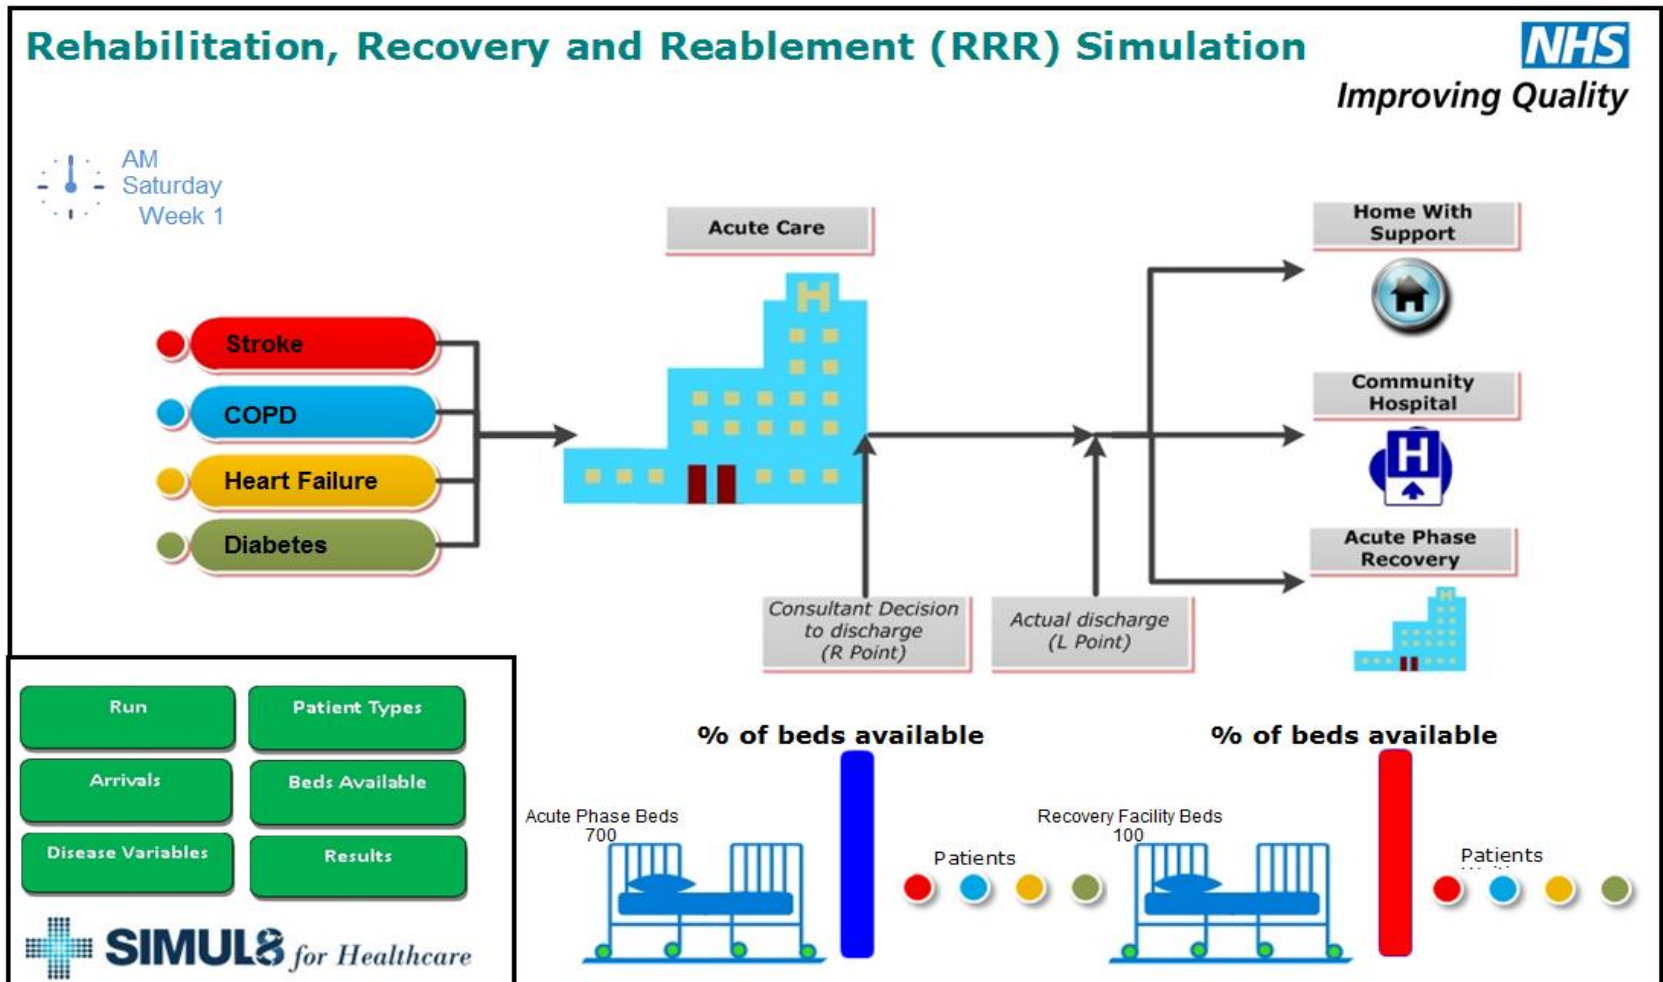 Rehabilitation, Recovery and Reablement (RRR) Simulation
NHS
Improving Quality
AM
Saturday
Week 1
Acute Care
Home With
Support
Stroke
COPD
Heart Failure
Diabetes
H
Community
Hospital
H
Acute Phase
Recovery
H
Consultant Decision
to discharge
(R Point)
Actual discharge
(L Point)
Run
Patient Types
Arrivals
Beds Available
Disease Variables
Results
SIMUL8 for Healthcare
% of beds available
Acute Phase Beds
700
Patients
% of beds available
Recovery Facility Beds
100
Patients